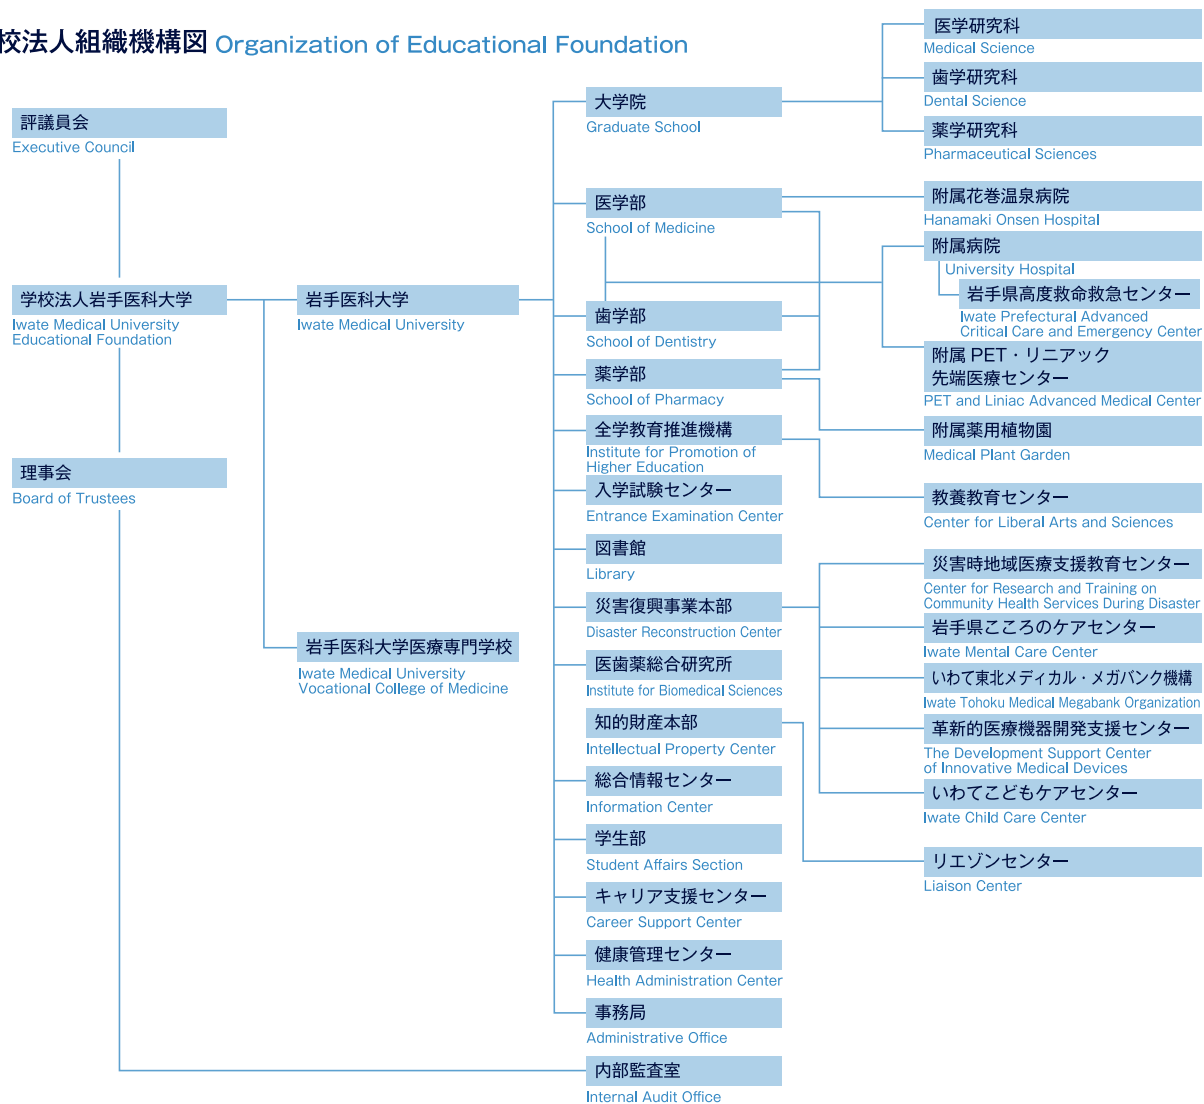 校法人組織機構図 Organization of Educational Foundation
評議員会
Executive Council
学校法人岩手医科大学
Iwate Medical University
Educational Foundation
理事会
Board of Trustees
岩手医科大学
Iwate Medical University
岩手医科大学医療専門学校
Iwate Medical University
Vocational College of Medicine
大学院
Graduate School
医学部
School of Medicine
歯学部
School of Dentistry
薬学部
School of Pharmacy
全学教育推進機構
Institute for Promotion of
Higher Education
入学試験センター
Entrance Examination Center
図書館
Library
災害復興事業本部
Disaster Reconstruction Center
医歯薬総合研究所
Institute for Biomedical Sciences
知的財産本部
Intellectual Property Center
総合情報センター
Information Center
学生部
Student Affairs Section
キャリア支援センター
Career Support Center
健康管理センター
Health Administration Center
事務局
Administrative Office
内部監査室
Internal Audit Office
医学研究科
Medical Science
歯学研究科
Dental Science
薬学研究科
Pharmaceutical Sciences
附属花巻温泉病院
Hanamaki Onsen Hospital
附属病院
University Hospital
岩手県高度救命救急センター
Iwate Prefectural Advanced
Critical Care and Emergency Center
附属 PET・リニアック
先端医療センター
PET and Liniac Advanced Medical Center
附属薬用植物園
Medical Plant Garden
教養教育センター
Center for Liberal Arts and Sciences
災害時地域医療支援教育センター
Center for Research and Training on
Community Health Services During Disaster
岩手県こころのケアセンター
Iwate Mental Care Center
いわて東北メディカル・メガバンク機構
Iwate Tohoku Medical Megabank Organization
革新的医療機器開発支援センター
The Development Support Center
of Innovative Medical Devices
いわてこどもケアセンター
Iwate Child Care Center
リエゾンセンター
Liaison Center